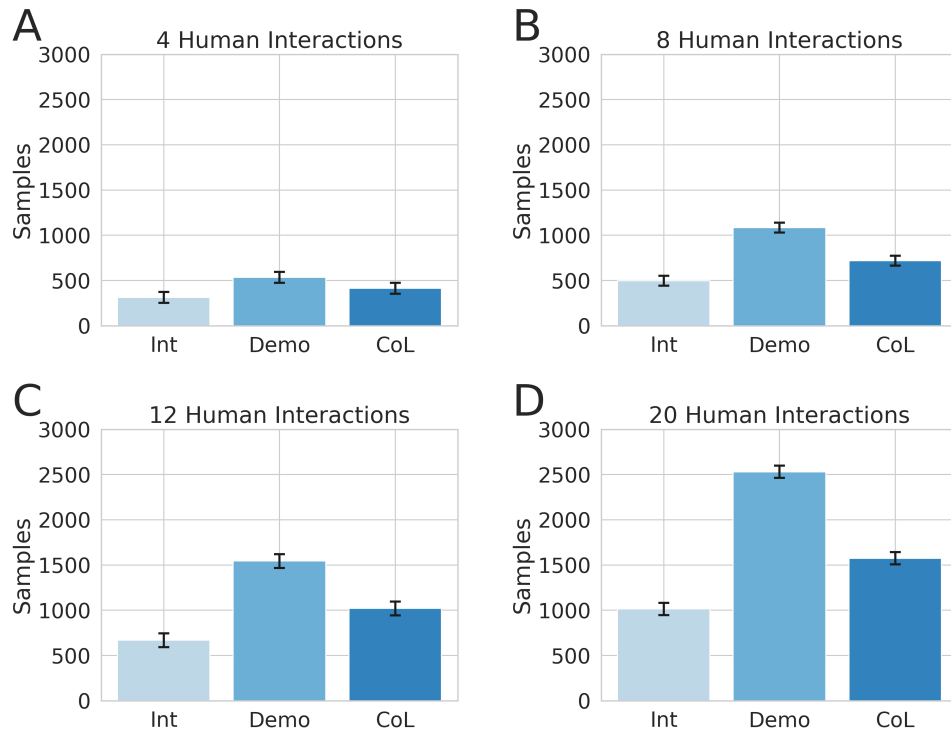 A
4 Human Interactions
3000
2500
2000
1500
1000
500
0
Samples
Int Demo CoL
B
8 Human Interactions
3000
2500
2000
1500
1000
500
0
Samples
Int Demo CoL
C
12 Human Interactions
3000
2500
2000
1500
1000
500
0
Samples
Int Demo CoL
D
20 Human Interactions
3000
2500
2000
1500
1000
500
0
Samples
Int Demo CoL